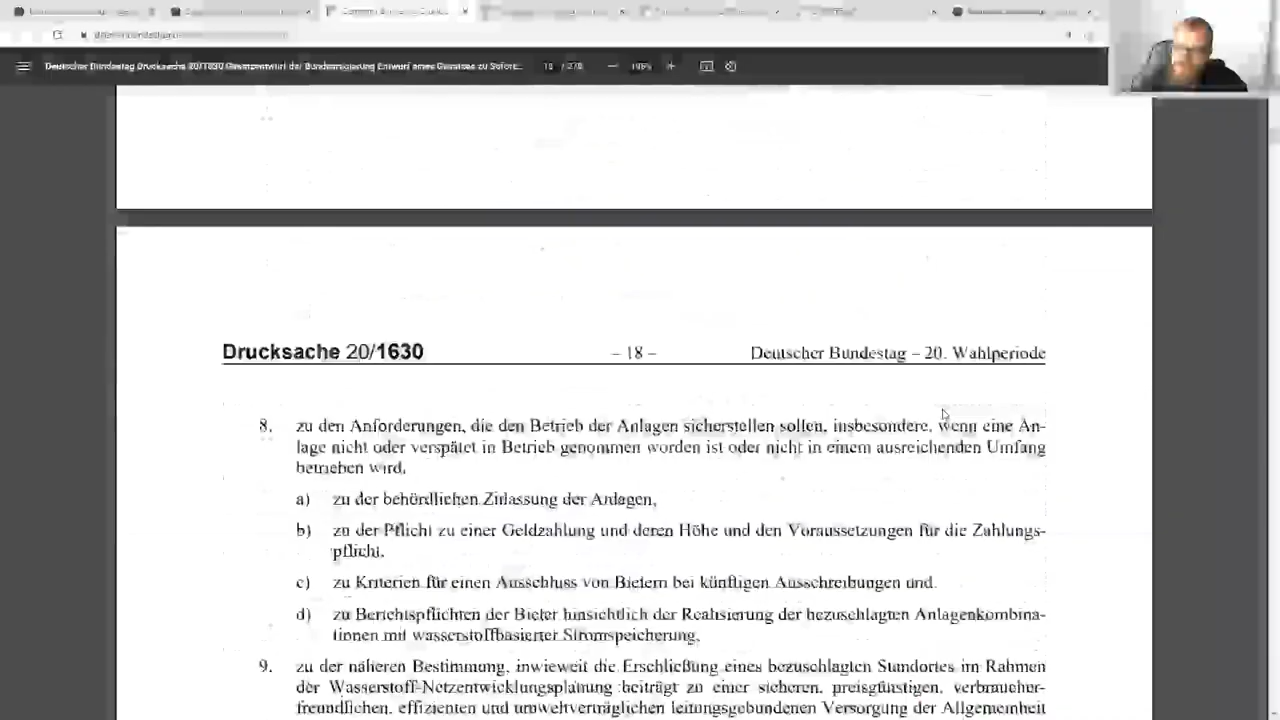 Deutscher Bundestag Drucksache 20/1630 Gesetzentwurf der Bundesregierung Entwurf eines Gesetzes zu Sofort...
Drucksache 20/1630
– 18 –
Deutscher Bundestag – 20. Wahlperiode
8. zu den Anforderungen, die den Betrieb der Anlagen sicherstellen sollen, insbesondere, wenn eine An-
lage nicht oder verspätet in Betrieb genommen worden ist oder nicht in einem ausreichenden Umfang
betrieben wird,
a) zu der behördlichen Zulassung der Anlagen,
b) zu der Pflicht zu einer Geldzahlung und deren Höhe und den Voraussetzungen für die Zahlungs-
pflicht,
c) zu Kriterien für einen Ausschluss von Bietern bei künftigen Ausschreibungen und
d) zu Berichtspflichten der Bieter hinsichtlich der Realisierung der bezuschlagten Anlagenkombina-
tionen mit wasserstoffbasierter Stromspeicherung,
9. zu der näheren Bestimmung, inwieweit die Erschließung eines bezuschlagten Standortes im Rahmen
der Wasserstoff-Netzentwicklungsplanung beiträgt zu einer sicheren, preisgünstigen, verbraucher-
freundlichen, effizienten und umweltverträglichen leitungsgebundenen Versorgung der Allgemeinheit